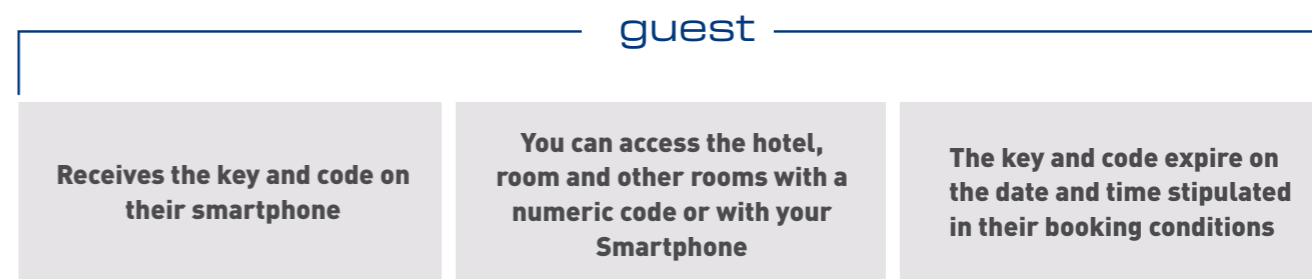 guest
Receives the key and code on
their smartphone
You can access the hotel,
room and other rooms with a
numeric code or with your
Smartphone
The key and code expire on
the date and time stipulated
in their booking conditions